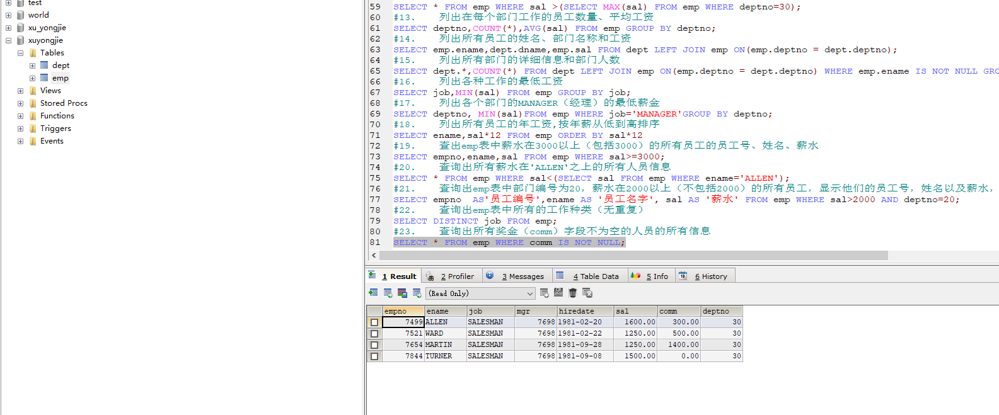 test
world
xu_yongjie
xuyongjie
Tables
dept
emp
Views
Stored Procs
Functions
Triggers
Events
59 SELECT * FROM emp WHERE sal >(SELECT MAX(sal) FROM emp WHERE deptno=30);
60 #13. 列出在每个部门工作的员工数量、平均工资
61 SELECT deptno,COUNT(*),AVG(sal) FROM emp GROUP BY deptno;
62 #14. 列出所有员工的姓名、部门名称和工资
63 SELECT emp.ename,dept.dname,emp.sal FROM dept LEFT JOIN emp ON(emp.deptno = dept.deptno);
64 #15. 列出所有部门的详细信息和部门人数
65 SELECT dept.*,COUNT(*) FROM dept LEFT JOIN emp ON(emp.deptno = dept.deptno) WHERE emp.ename IS NOT NULL GRO
66 #16. 列出各种工作的最低工资
67 SELECT job,MIN(sal) FROM emp GROUP BY job;
68 #17. 列出各个部门的MANAGER（经理）的最低薪金
69 SELECT deptno, MIN(sal)FROM emp WHERE job='MANAGER'GROUP BY deptno;
70 #18. 列出所有员工的年工资,按年薪从低到高排序
71 SELECT ename,sal*12 FROM emp ORDER BY sal*12
72 #19. 查出emp表中薪水在3000以上（包括3000）的所有员工的员工号、姓名、薪水
73 SELECT empno,ename,sal FROM emp WHERE sal>=3000;
74 #20. 查询出所有薪水在'ALLEN'之上的所有人员信息
75 SELECT * FROM emp WHERE sal<(SELECT sal FROM emp WHERE ename='ALLEN');
76 #21. 查询出emp表中部门编号为20，薪水在2000以上（不包括2000）的所有员工，显示他们的员工号，姓名以及薪水，
77 SELECT empno AS'员工编号',ename AS '员工名字', sal AS '薪水' FROM emp WHERE sal>2000 AND deptno=20;
78 #22. 查询出emp表中所有的工作种类（无重复）
79 SELECT DISTINCT job FROM emp;
80 #23. 查询出所有奖金（comm）字段不为空的人员的所有信息
81 SELECT * FROM emp WHERE comm IS NOT NULL;
1 Result 2 Profiler 3 Messages 4 Table Data 5 Info 18 6 History
(Read Only)
empno ename job mgr hiredate sal comm deptno
7499 ALLEN SALESMAN 7698 1981-02-20 1600.00 300.00 30
7521 WARD SALESMAN 7698 1981-02-22 1250.00 500.00 30
7654 MARTIN SALESMAN 7698 1981-09-28 1250.00 1400.00 30
7844 TURNER SALESMAN 7698 1981-09-08 1500.00 0.00 30